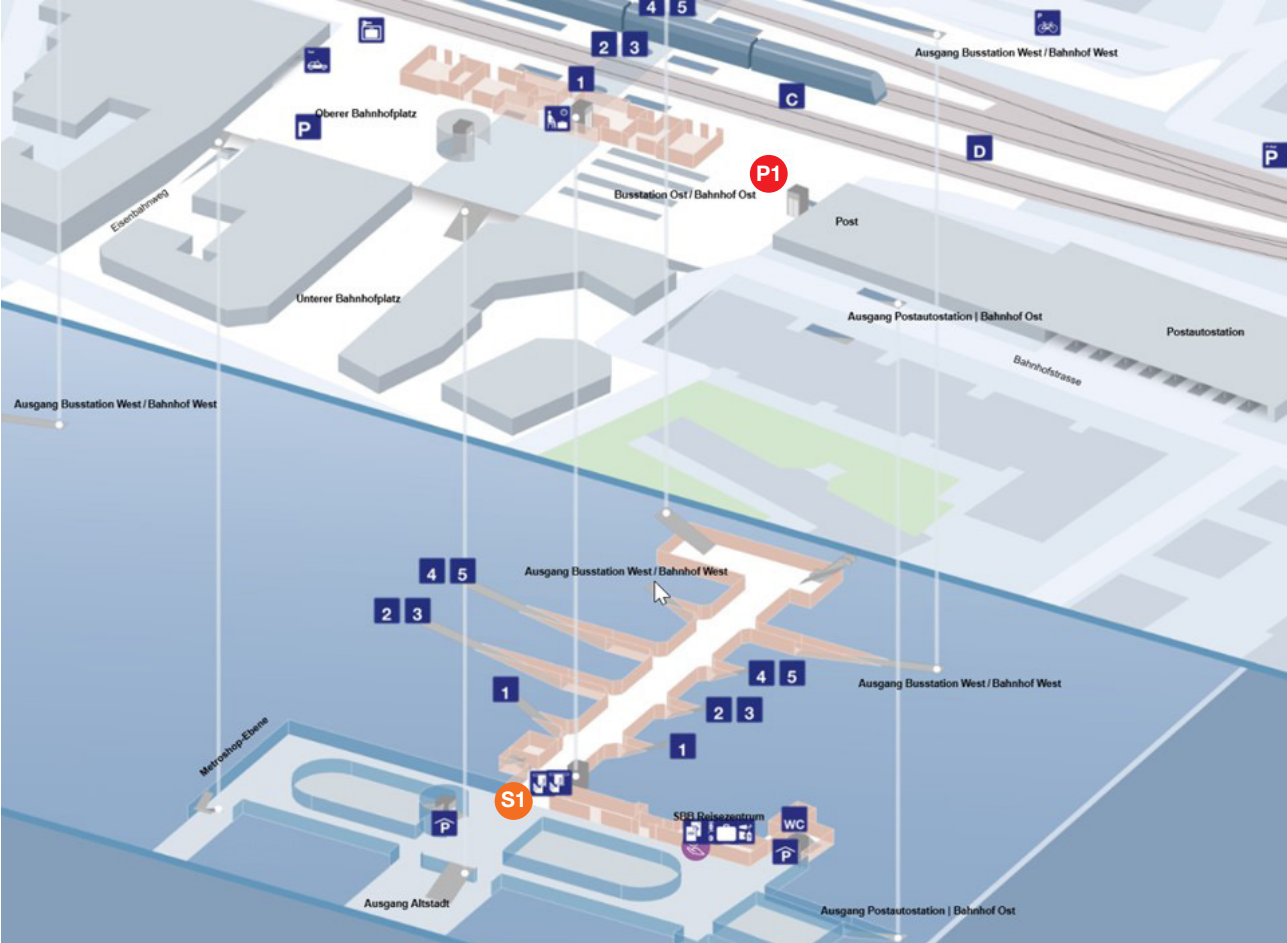 4 5
Ausgang Busstation West / Bahnhof West
P
2 3
1
C
Oberer Bahnhofplatz
P
D
P
P1
Busstation Ost / Bahnhof Ost
Eisenbahnweg
Post
Unterer Bahnhofplatz
Ausgang Postautostation | Bahnhof Ost
Postautostation
Bahnhofstrasse
Ausgang Busstation West / Bahnhof West
4 5
Ausgang Busstation West / Bahnhof West
2 3
4 5
Ausgang Busstation West / Bahnhof West
1
2 3
1
Metroshop-Ebene
S1
SBB Reisezentrum
WC
P
P
Ausgang Altstadt
Ausgang Postautostation | Bahnhof Ost